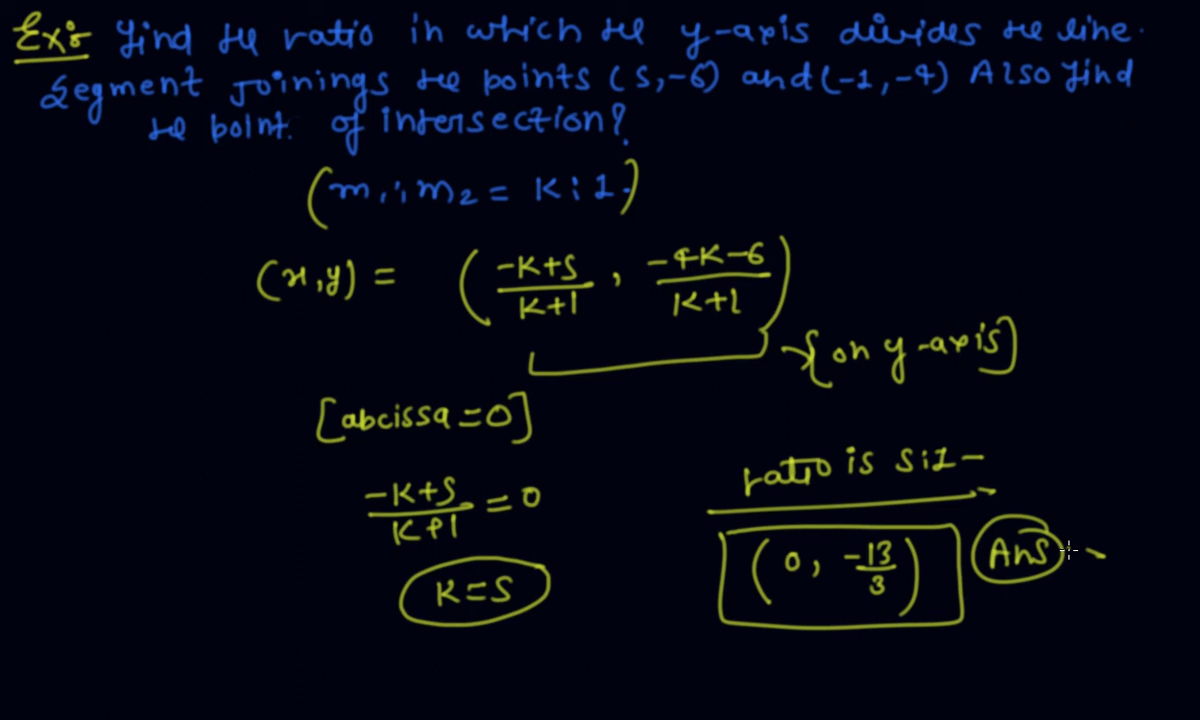 Ex: find the ratio in which the y-axis divides the line
segment joinings the points (5,-6) and (-1,-4) Also find
the point of intersection?
(m1:m2 = K:1)
(x,y) = (-K+5/K+1, -4K-6/K+1)
{on y-axis]
[abcissa=0]
-K+5/K+1 = 0
K=5
ratio is 5:1-
(0, -13/3) Ans